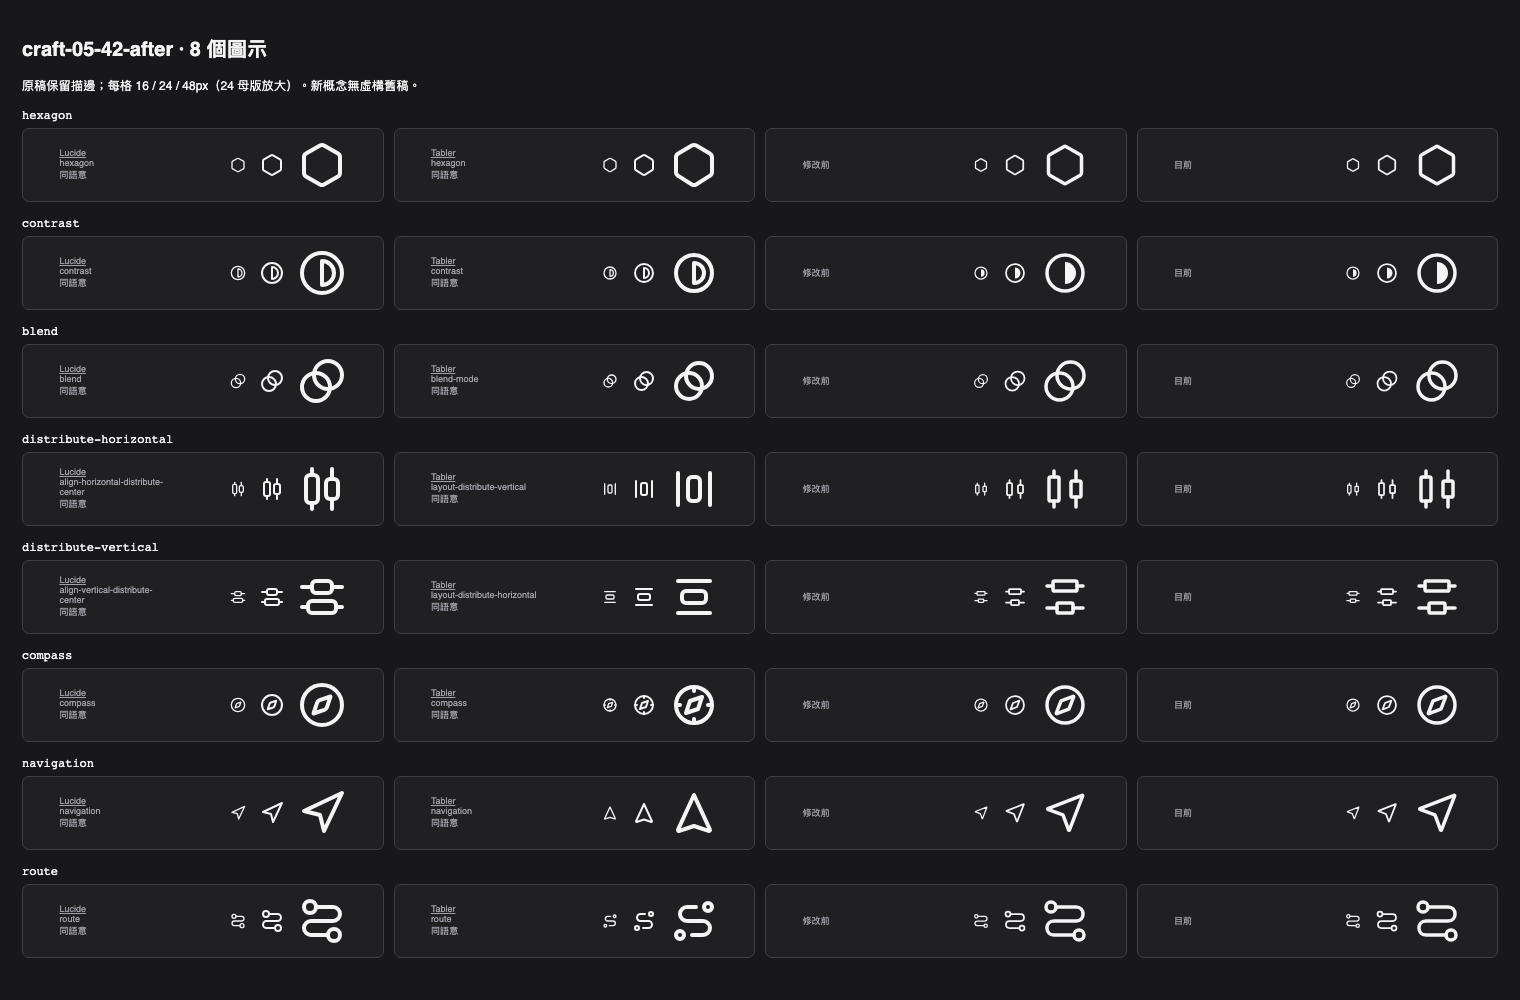 craft-05-42-after · 8 個圖示
原稿保留描邊；每格 16 / 24 / 48px（24 母版放大）。新概念無虛構舊稿。
hexagon
Lucide
hexagon
同語意
Tabler
hexagon
同語意
修改前
目前
contrast
Lucide
contrast
同語意
Tabler
contrast
同語意
修改前
目前
blend
Lucide
blend
同語意
Tabler
blend-mode
同語意
修改前
目前
distribute-horizontal
Lucide
align-horizontal-distribute-
center
同語意
Tabler
layout-distribute-vertical
同語意
修改前
目前
distribute-vertical
Lucide
align-vertical-distribute-
center
同語意
Tabler
layout-distribute-horizontal
同語意
修改前
目前
compass
Lucide
compass
同語意
Tabler
compass
同語意
修改前
目前
navigation
Lucide
navigation
同語意
Tabler
navigation
同語意
修改前
目前
route
Lucide
route
同語意
Tabler
route
同語意
修改前
目前